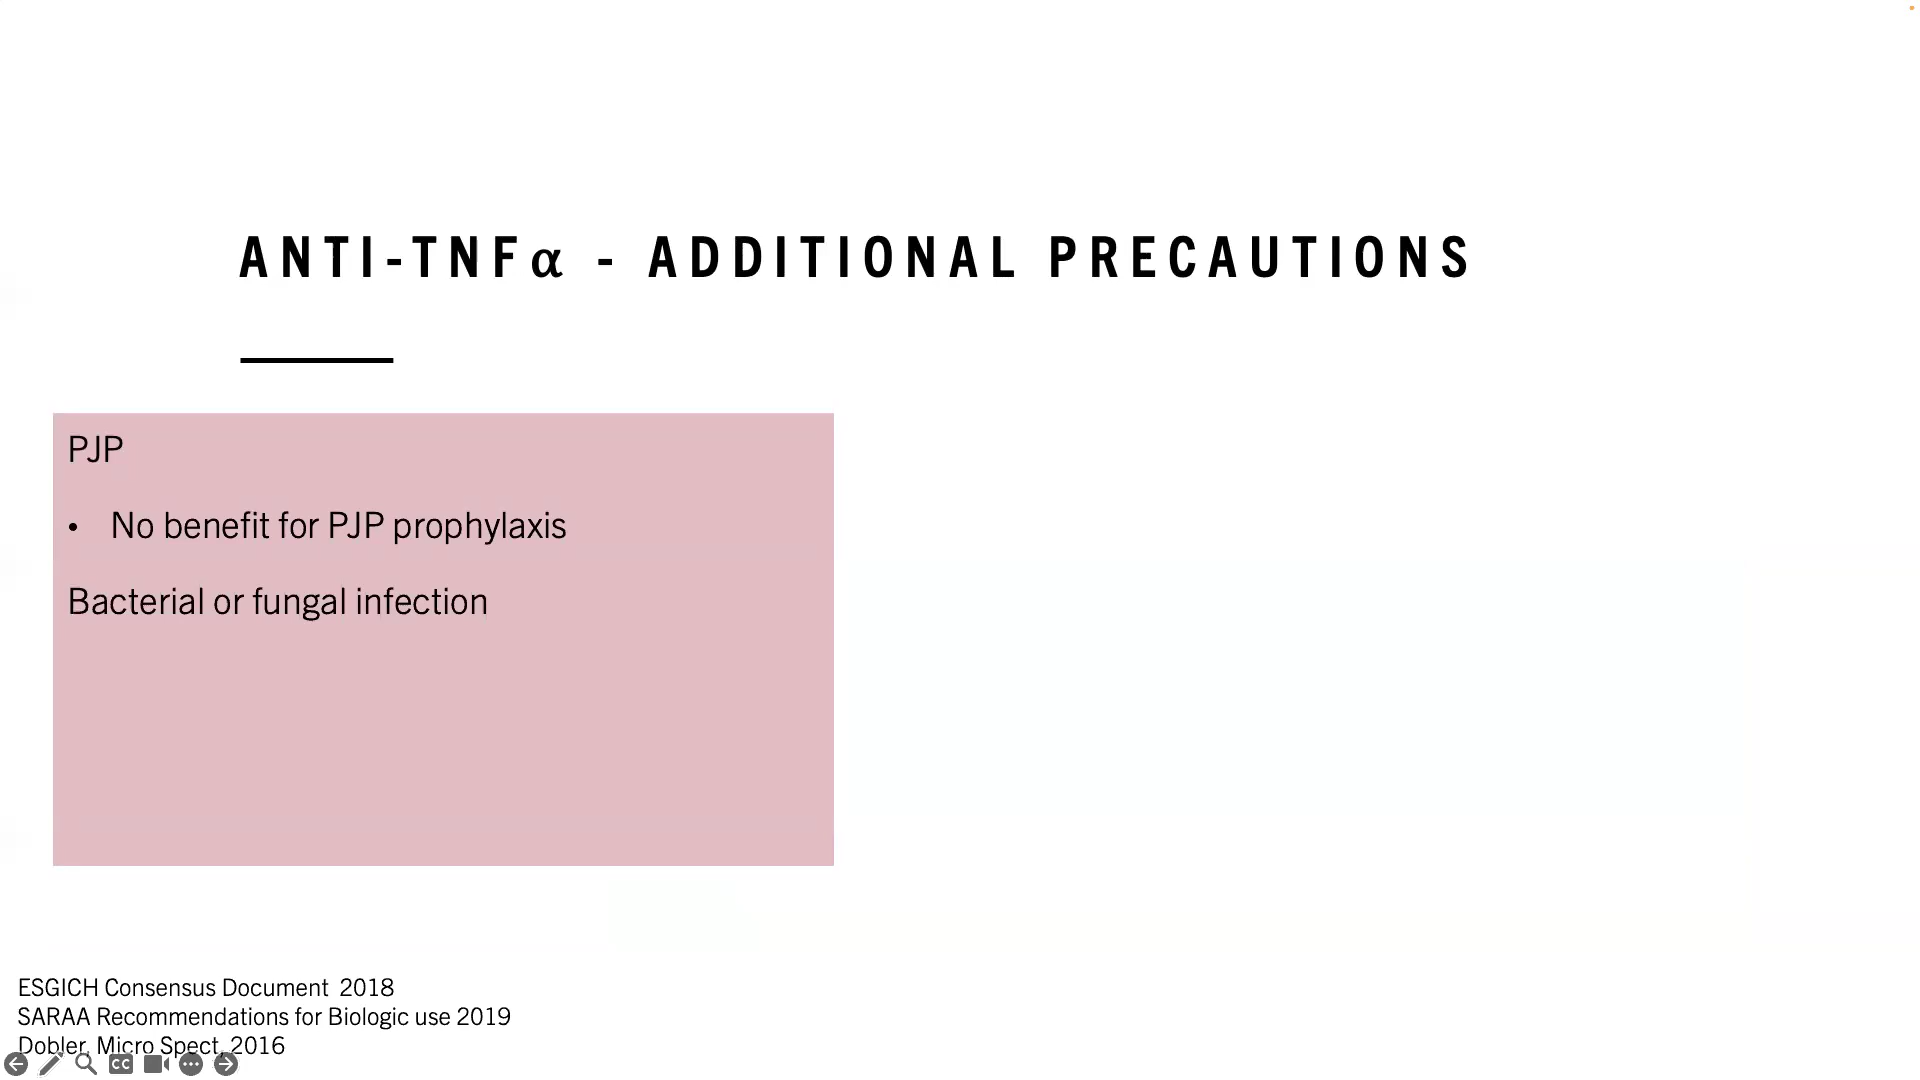 ANTI-TNFα - ADDITIONAL PRECAUTIONS
PJP
• No benefit for PJP prophylaxis
Bacterial or fungal infection
ESGICH Consensus Document 2018
SARAA Recommendations for Biologic use 2019
Dobler, Micro Spect, 2016
CC